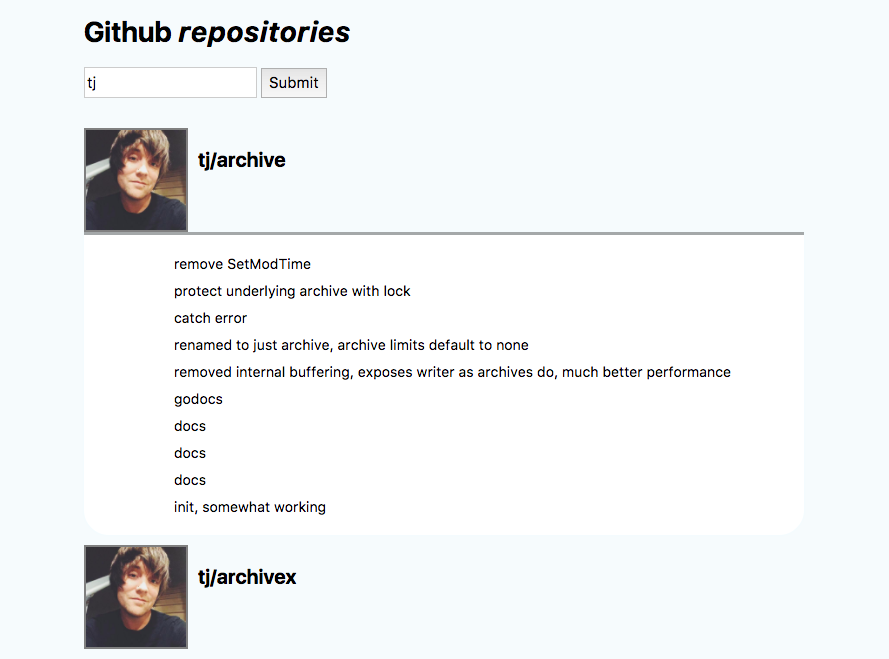 Github repositories
tj
Submit
tj/archive
remove SetModTime
protect underlying archive with lock
catch error
renamed to just archive, archive limits default to none
removed internal buffering, exposes writer as archives do, much better performance
godocs
docs
docs
docs
init, somewhat working
tj/archivex